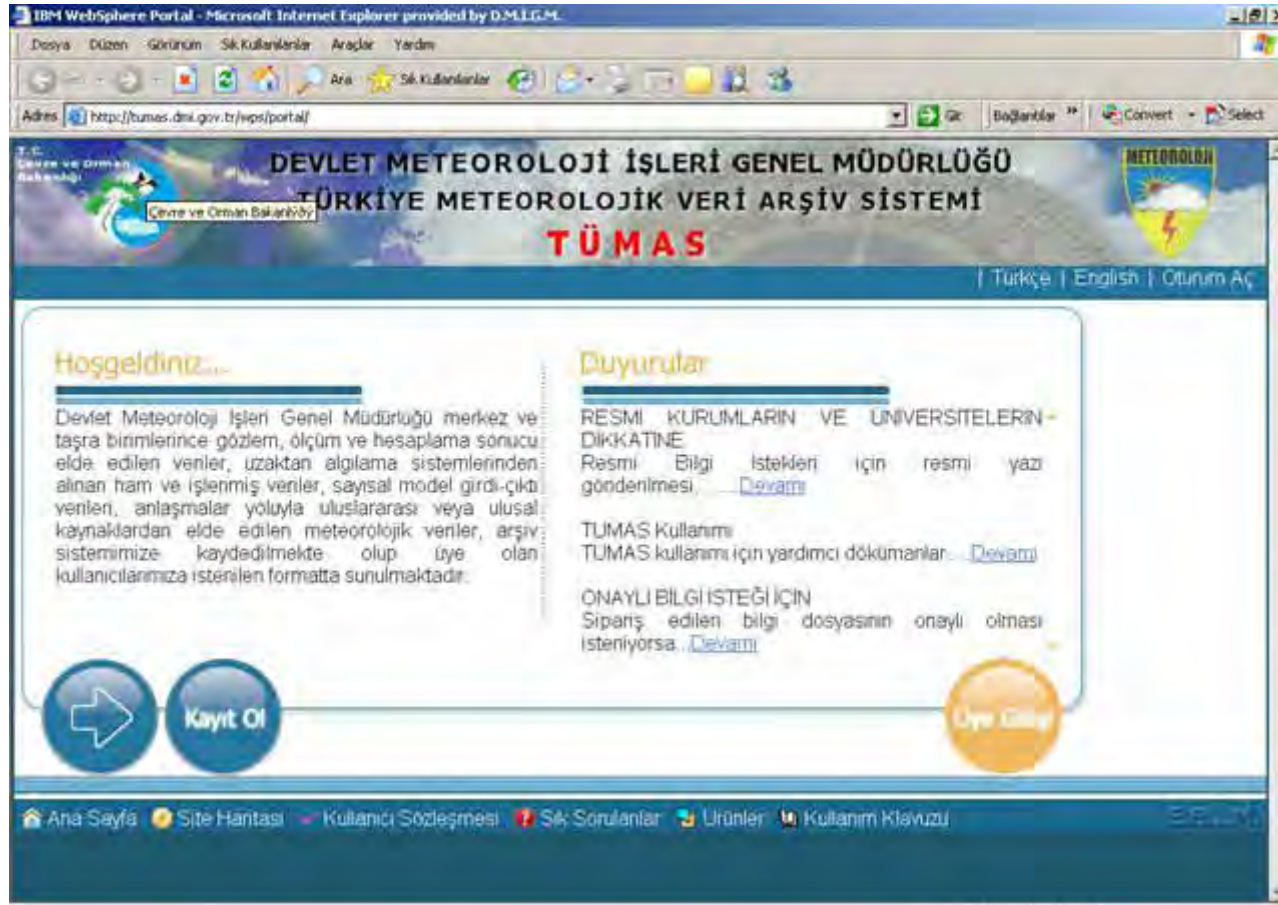 IBM WebSphere Portal - Microsoft Internet Explorer provided by D.M.İ.G.M.
Dosya Düzen Görünüm Sık Kullanılanlar Araçlar Yardım
Ara Sık Kullanılanlar
Adres http://tumas.dmi.gov.tr/wps/portal/ Git Bağlantılar » Convert Select
T.C.
Çevre ve Orman
Bakanlığı
DEVLET METEOROLOJİ İŞLERİ GENEL MÜDÜRLÜĞÜ
METEOROLOJİ
TÜRKİYE METEOROLOJİK VERİ ARŞİV SİSTEMİ
Çevre ve Orman Bakanlığı
TÜMAS
| Türkçe | English | Oturum Aç
Hoşgeldiniz...
Devlet Meteoroloji İşleri Genel Müdürlüğü merkez ve
taşra birimlerince gözlem, ölçüm ve hesaplama sonucu
elde edilen veriler, uzaktan algılama sistemlerinden
alınan ham ve işlenmiş veriler, sayısal model girdi-çıktı
verileri, anlaşmalar yoluyla uluslararası veya ulusal
kaynaklardan elde edilen meteorolojik veriler, arşiv
sistemimize kaydedilmekte olup üye olan
kullanıcılarımıza istenilen formatta sunulmaktadır.
Duyurular
RESMİ KURUMLARIN VE ÜNİVERSİTELERİN
DİKKATİNE
Resmi Bilgi İstekleri için resmi yazı
gönderilmesi, .....Devamı
TÜMAS Kullanımı
TÜMAS kullanımı için yardımcı dökümanlar... Devamı
ONAYLI BİLGİ İSTEĞİ İÇİN
Sipariş edilen bilgi dosyasının onaylı olması
isteniyorsa...Devamı
Kayıt Ol
Üye Girişi
Ana Sayfa Site Haritası Kullanıcı Sözleşmesi Sık Sorulanlar Ürünler Kullanım Klavuzu